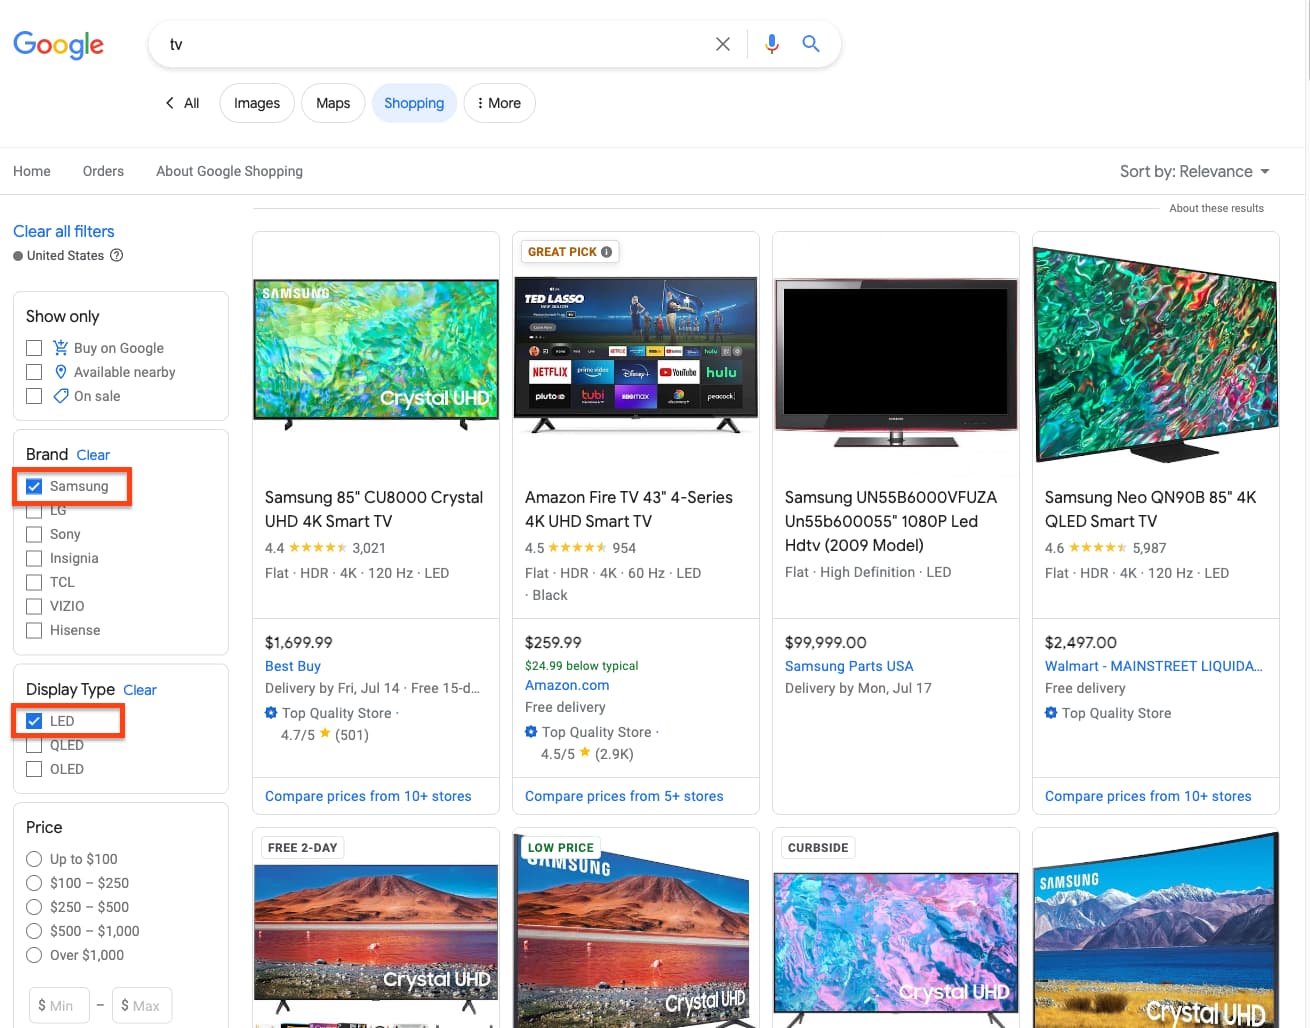 Google
tv
All
Images
Maps
Shopping
More
Home
Orders
About Google Shopping
Sort by: Relevance
About these results
Clear all filters
United States
Show only
Buy on Google
Available nearby
On sale
Brand Clear
Samsung
LG
Sony
Insignia
TCL
VIZIO
Hisense
Display Type Clear
LED
QLED
OLED
Price
Up to $100
$100 – $250
$250 – $500
$500 – $1,000
Over $1,000
$ Min – $ Max
SAMSUNG
Crystal UHD
Samsung 85" CU8000 Crystal
UHD 4K Smart TV
4.4 3,021
Flat · HDR · 4K · 120 Hz · LED
$1,699.99
Best Buy
Delivery by Fri, Jul 14 · Free 15-d...
Top Quality Store ·
4.7/5 ★ (501)
Compare prices from 10+ stores
GREAT PICK
TED LASSO
NETFLIX prime video Disney+ YouTube hulu
pluto tv tubi HBOMAX discovery+ peacock
Amazon Fire TV 43" 4-Series
4K UHD Smart TV
4.5 954
Flat · HDR · 4K · 60 Hz · LED
· Black
$259.99
$24.99 below typical
Amazon.com
Free delivery
Top Quality Store ·
4.5/5 ★ (2.9K)
Compare prices from 5+ stores
SAMSUNG
Samsung UN55B6000VFUZA
Un55b600055" 1080P Led
Hdtv (2009 Model)
Flat · High Definition · LED
$99,999.00
Samsung Parts USA
Delivery by Mon, Jul 17
Samsung Neo QN90B 85" 4K
QLED Smart TV
4.6 5,987
Flat · HDR · 4K · 120 Hz · LED
$2,497.00
Walmart - MAINSTREET LIQUIDA...
Free delivery
Top Quality Store
Compare prices from 10+ stores
FREE 2-DAY
Crystal UHD
LOW PRICE
SAMSUNG
Crystal UHD
CURBSIDE
Crystal UHD
SAMSUNG
Crystal UHD